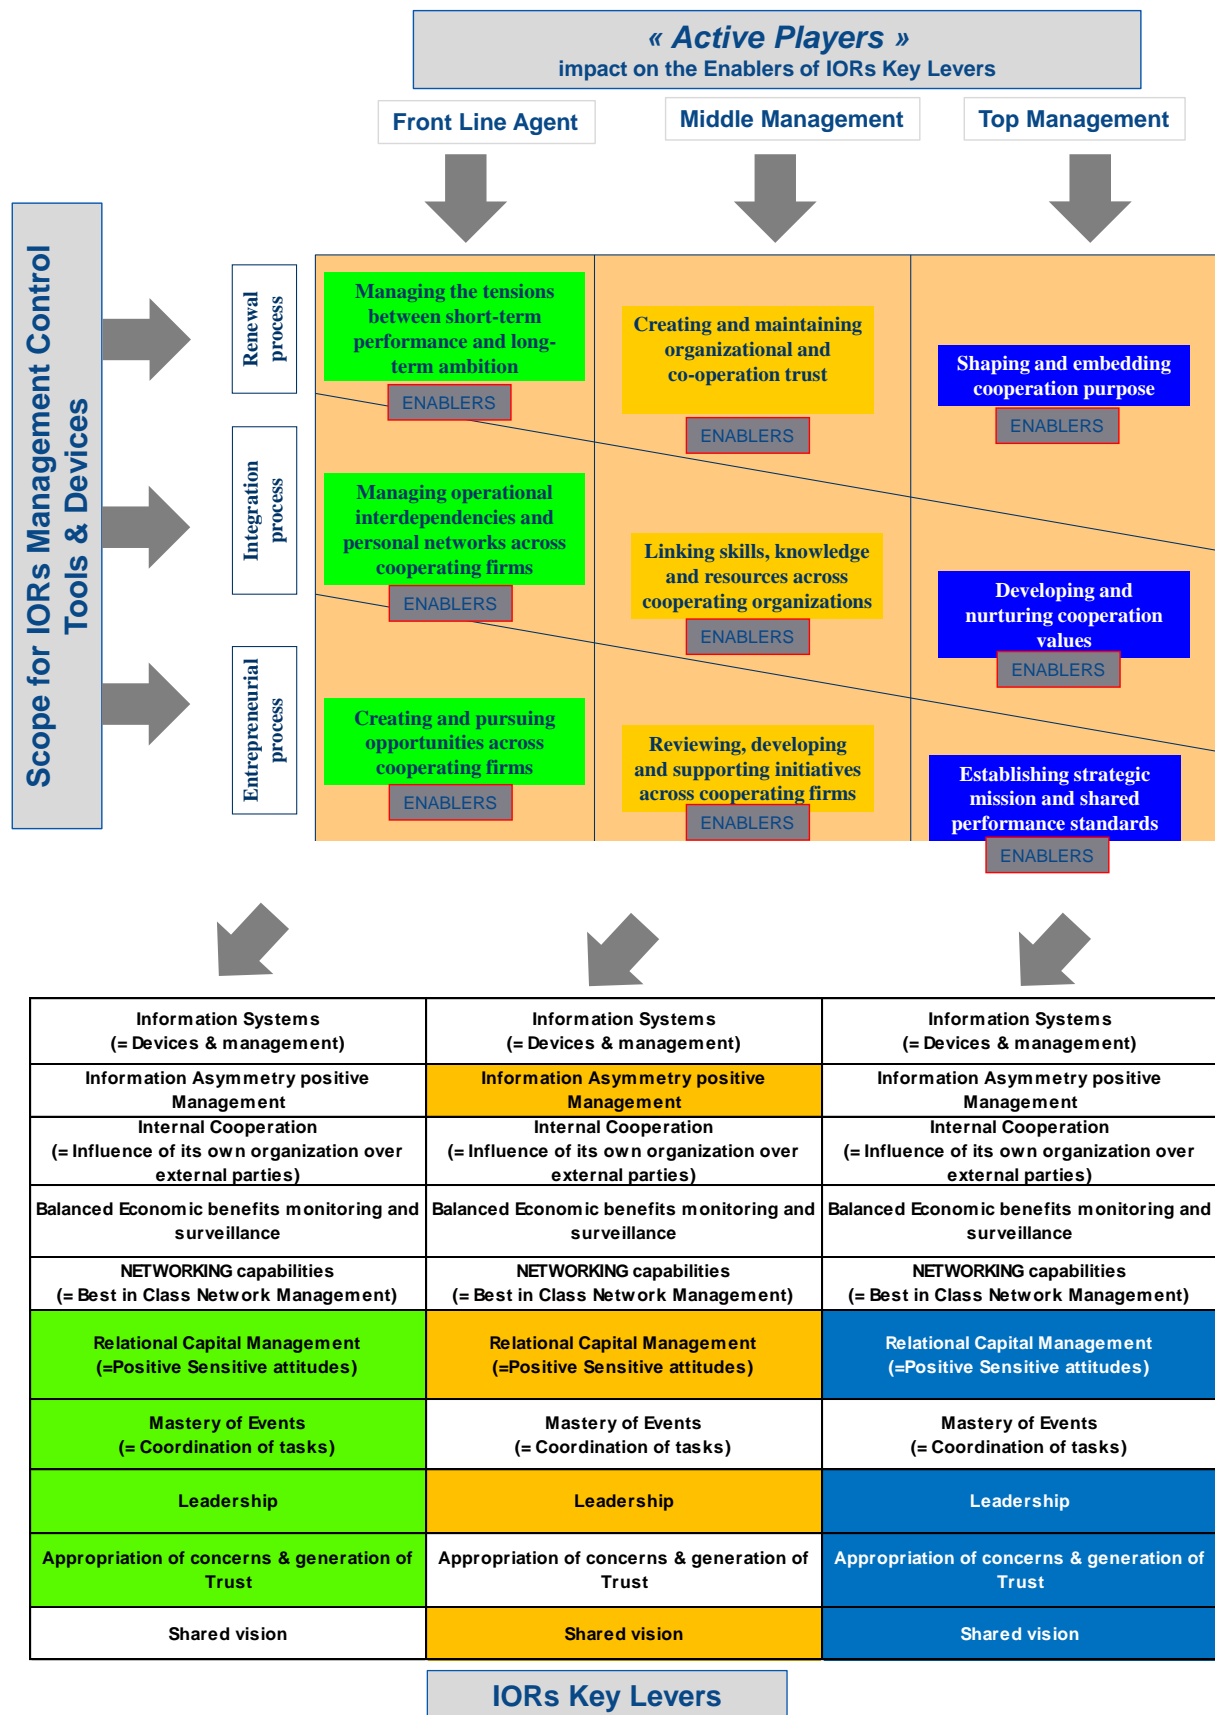 « Active Players »
impact on the Enablers of IORs Key Levers
Front Line Agent
Middle Management
Top Management
Scope for IORs Management Control
Tools & Devices
Renewal
process
Managing the tensions
between short-term
performance and long-
term ambition
ENABLERS
Creating and maintaining
organizational and
co-operation trust
ENABLERS
Shaping and embedding
cooperation purpose
ENABLERS
Integration
process
Managing operational
interdependencies and
personal networks across
cooperating firms
ENABLERS
Linking skills, knowledge
and resources across
cooperating organizations
ENABLERS
Developing and
nurturing cooperation
values
ENABLERS
Entrepreneurial
process
Creating and pursuing
opportunities across
cooperating firms
ENABLERS
Reviewing, developing
and supporting initiatives
across cooperating firms
ENABLERS
Establishing strategic
mission and shared
performance standards
ENABLERS
Information Systems
(= Devices & management)
Information Systems
(= Devices & management)
Information Systems
(= Devices & management)
Information Asymmetry positive
Management
Information Asymmetry positive
Management
Information Asymmetry positive
Management
Internal Cooperation
(= Influence of its own organization over
external parties)
Internal Cooperation
(= Influence of its own organization over
external parties)
Internal Cooperation
(= Influence of its own organization over
external parties)
Balanced Economic benefits monitoring and
surveillance
Balanced Economic benefits monitoring and
surveillance
Balanced Economic benefits monitoring and
surveillance
NETWORKING capabilities
(= Best in Class Network Management)
NETWORKING capabilities
(= Best in Class Network Management)
NETWORKING capabilities
(= Best in Class Network Management)
Relational Capital Management
(=Positive Sensitive attitudes)
Relational Capital Management
(=Positive Sensitive attitudes)
Relational Capital Management
(=Positive Sensitive attitudes)
Mastery of Events
(= Coordination of tasks)
Mastery of Events
(= Coordination of tasks)
Mastery of Events
(= Coordination of tasks)
Leadership
Leadership
Leadership
Appropriation of concerns & generation of
Trust
Appropriation of concerns & generation of
Trust
Appropriation of concerns & generation of
Trust
Shared vision
Shared vision
Shared vision
IORs Key Levers